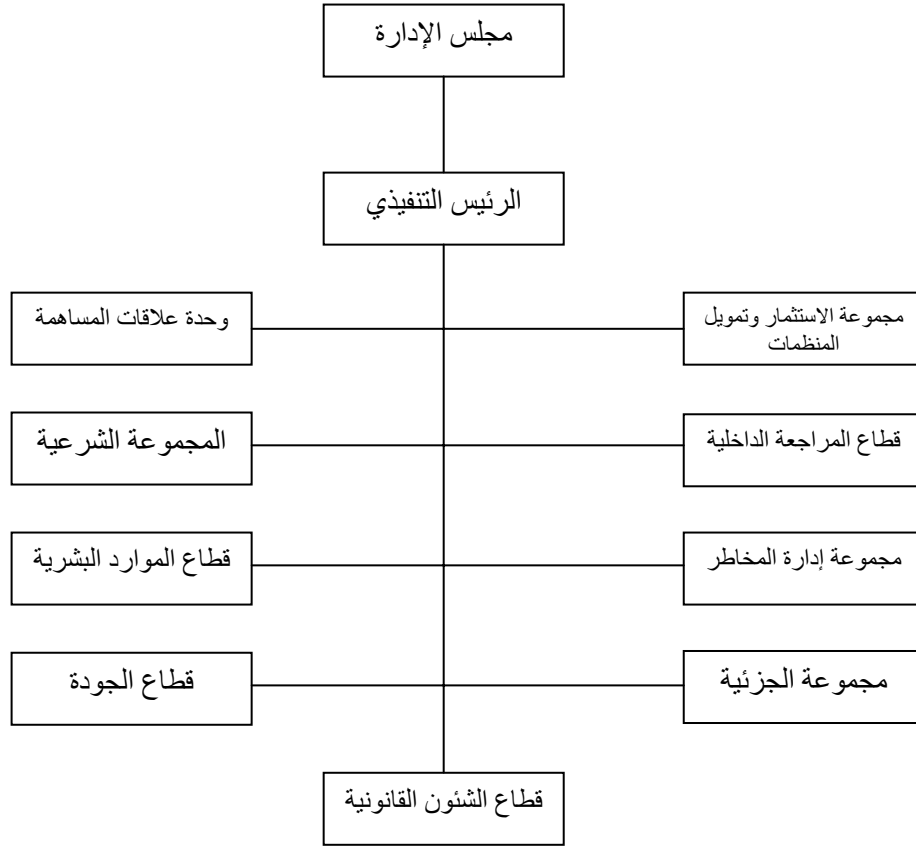 مجلس الإدارة
الرئيس التنفيذي
مجموعة الاستثمار وتمويل
المنظمات
وحدة علاقات المساهمة
قطاع المراجعة الداخلية
المجموعة الشرعية
مجموعة إدارة المخاطر
قطاع الموارد البشرية
مجموعة الجزئية
قطاع الجودة
قطاع الشئون القانونية